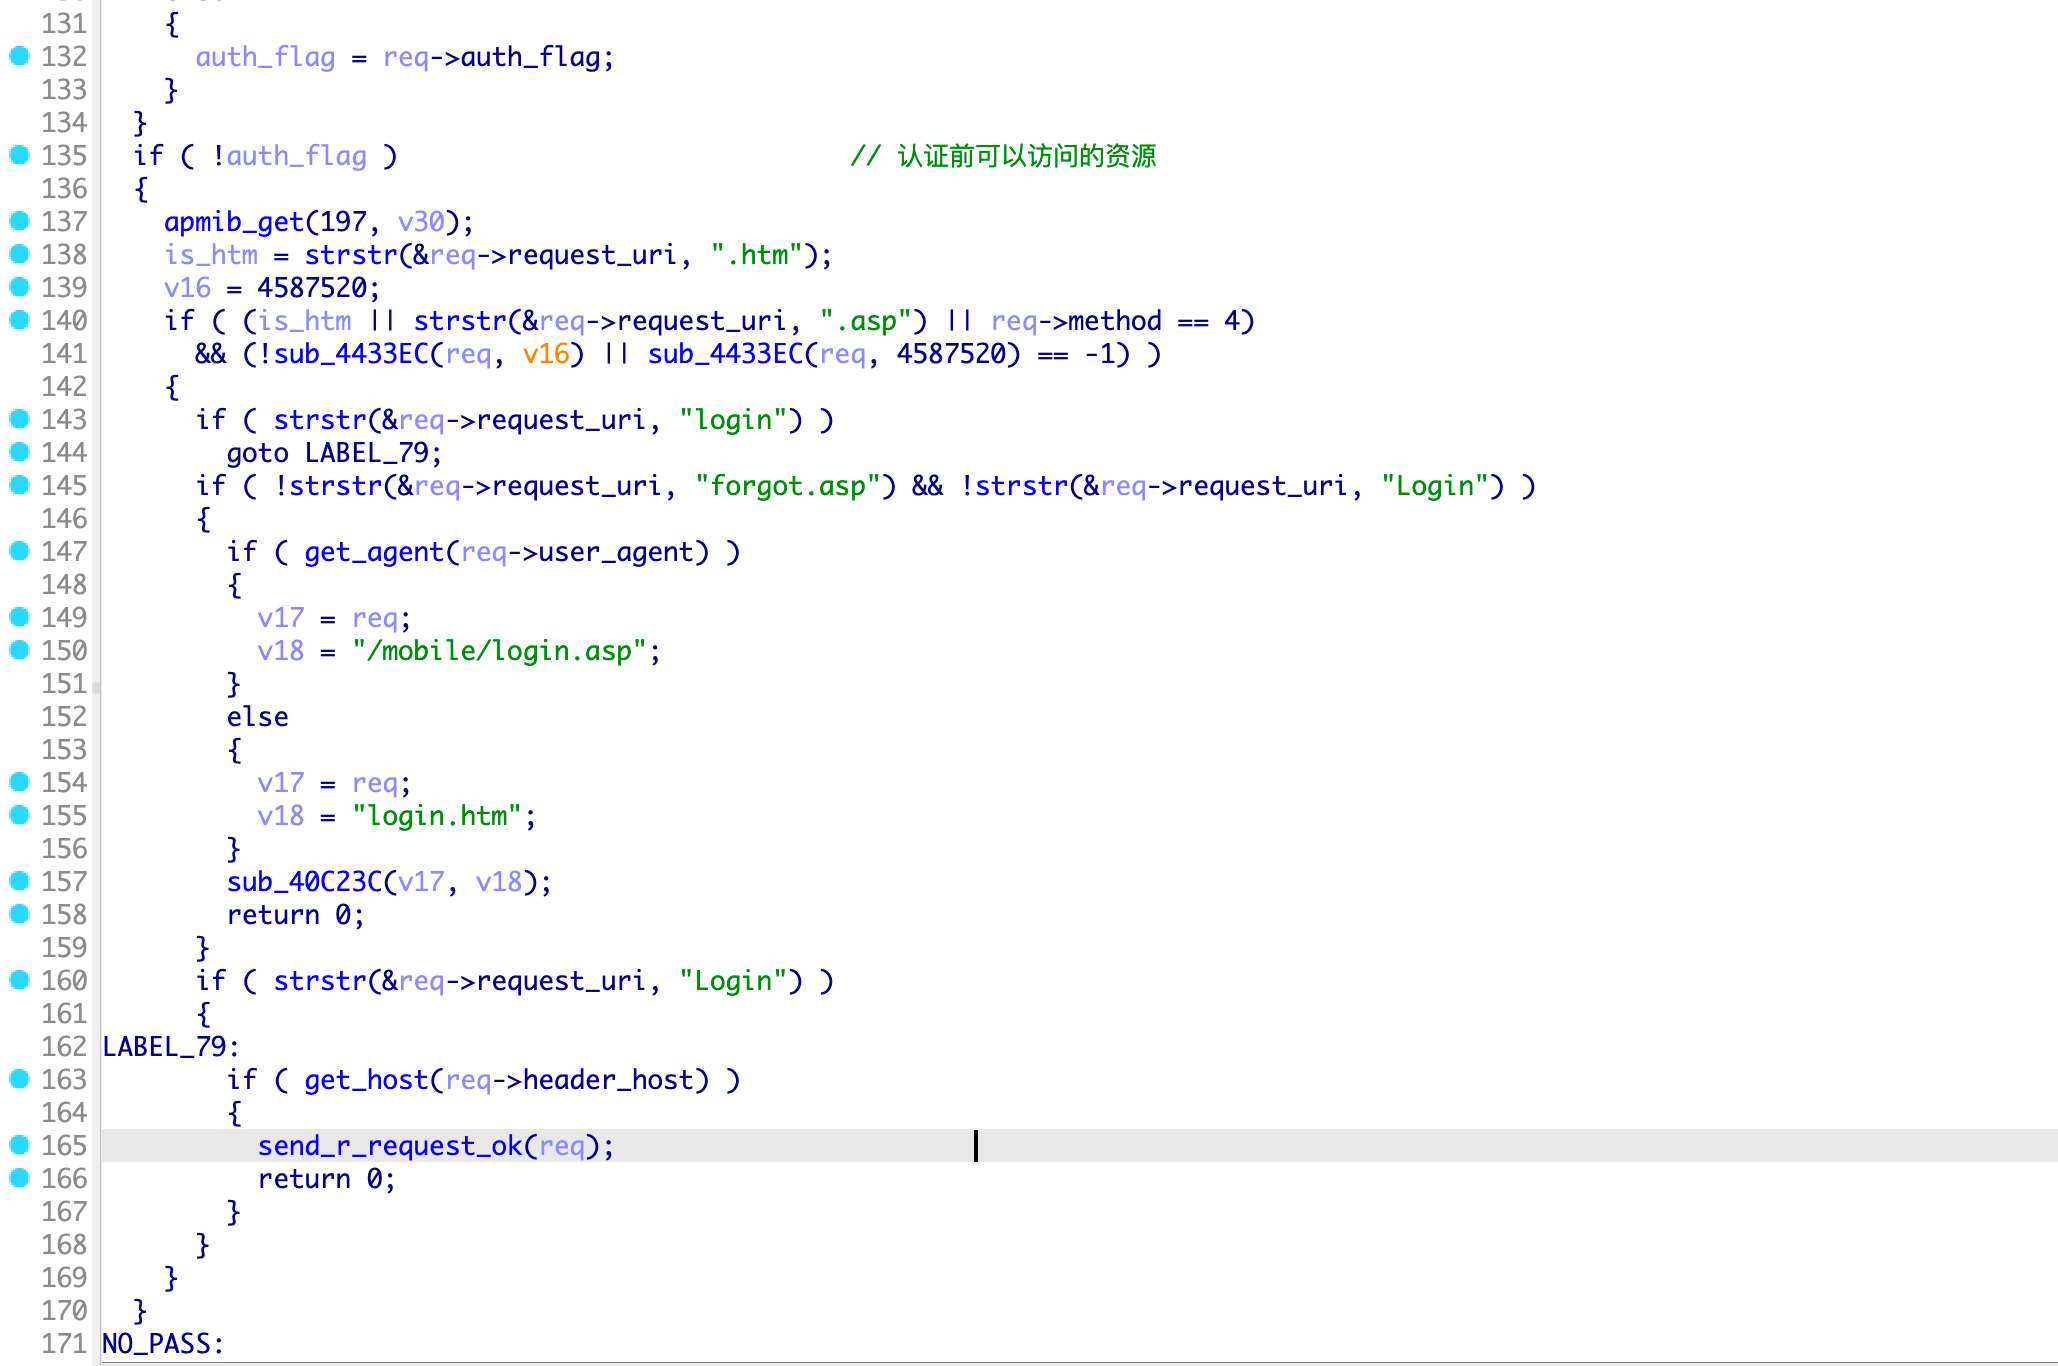 131 {
132 auth_flag = req->auth_flag;
133 }
134 }
135 if ( !auth_flag ) // 认证前可以访问的资源
136 {
137 apmib_get(197, v30);
138 is_htm = strstr(&req->request_uri, ".htm");
139 v16 = 4587520;
140 if ( (is_htm || strstr(&req->request_uri, ".asp") || req->method == 4)
141 && (!sub_4433EC(req, v16) || sub_4433EC(req, 4587520) == -1) )
142 {
143 if ( strstr(&req->request_uri, "login") )
144 goto LABEL_79;
145 if ( !strstr(&req->request_uri, "forgot.asp") && !strstr(&req->request_uri, "Login") )
146 {
147 if ( get_agent(req->user_agent) )
148 {
149 v17 = req;
150 v18 = "/mobile/login.asp";
151 }
152 else
153 {
154 v17 = req;
155 v18 = "login.htm";
156 }
157 sub_40C23C(v17, v18);
158 return 0;
159 }
160 if ( strstr(&req->request_uri, "Login") )
161 {
162 LABEL_79:
163 if ( get_host(req->header_host) )
164 {
165 send_r_request_ok(req);
166 return 0;
167 }
168 }
169 }
170 }
171 NO_PASS: